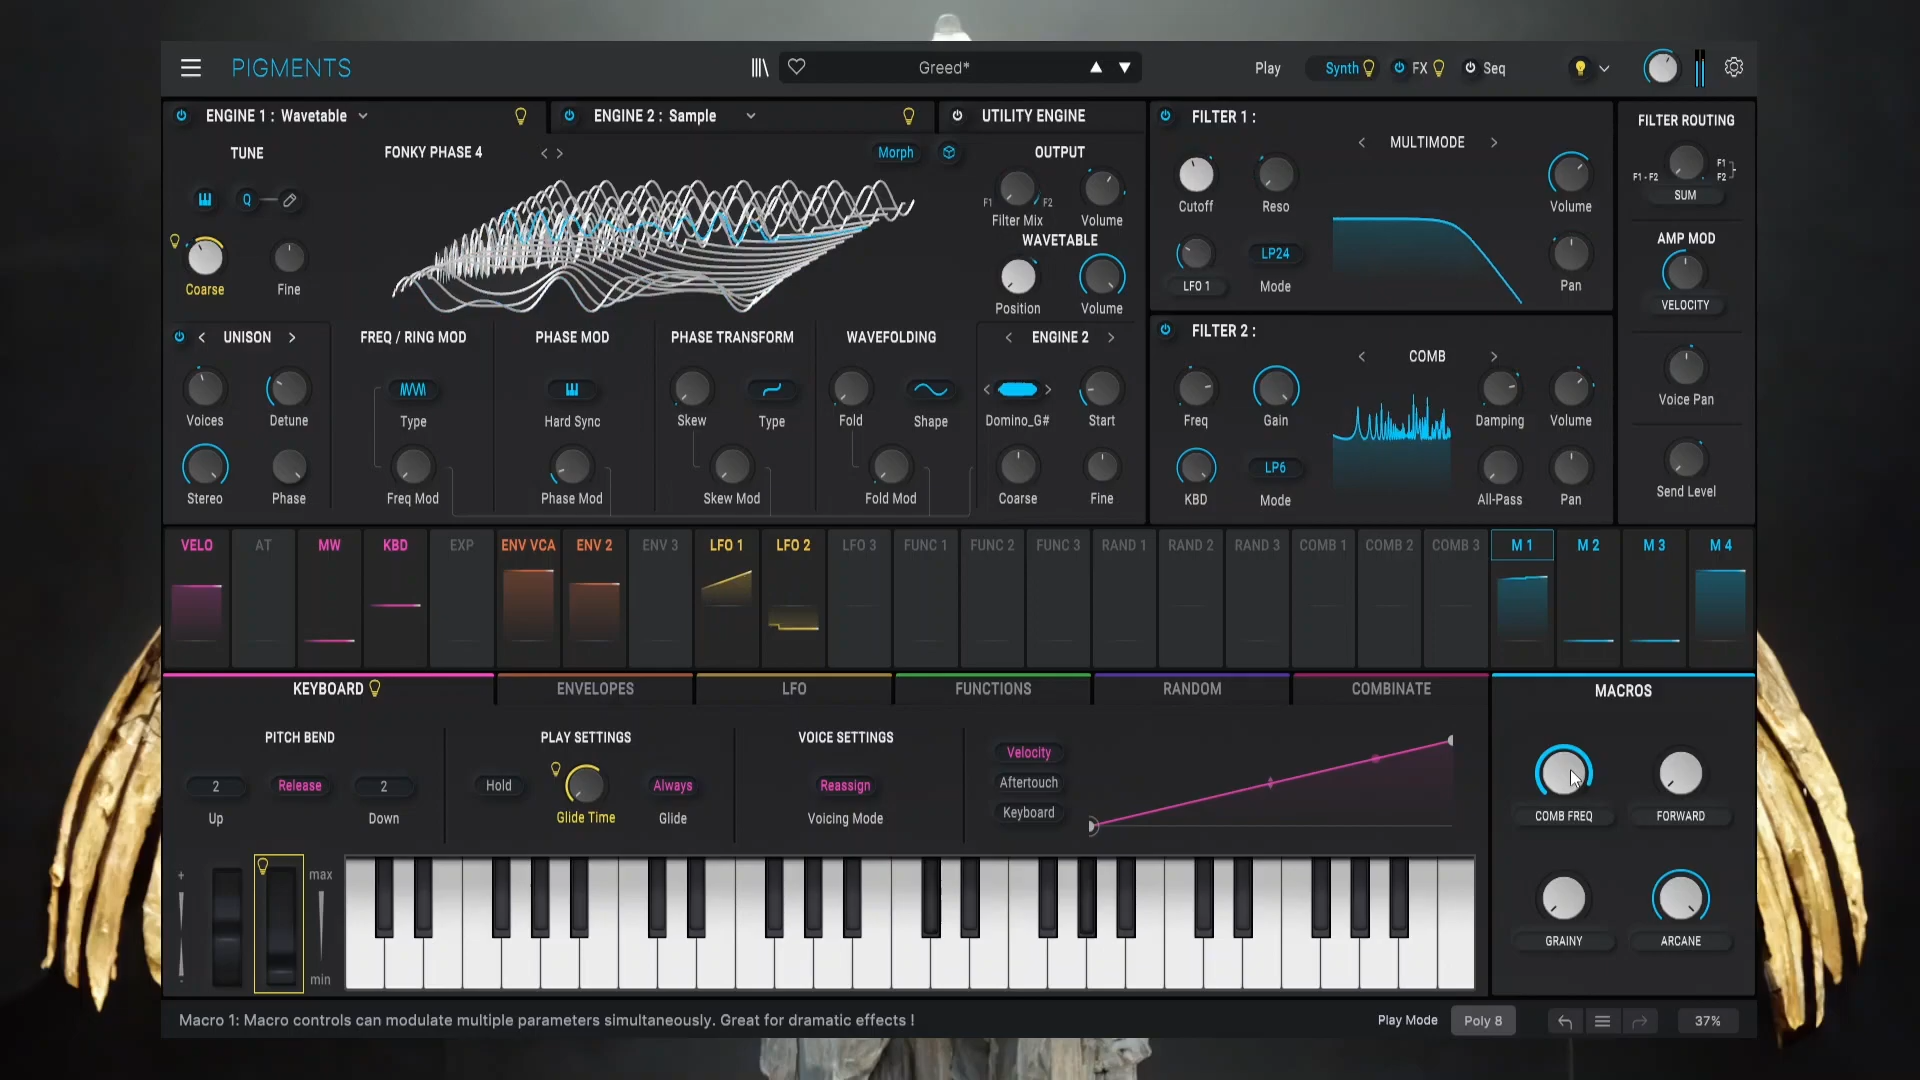 PIGMENTS
Greed*
Play
Synth
FX
Seq
ENGINE 1 : Wavetable
ENGINE 2 : Sample
UTILITY ENGINE
TUNE
FONKY PHASE 4
Morph
OUTPUT
Q
Coarse
Fine
F1
F2
Filter Mix
Volume
WAVETABLE
Position
Volume
UNISON
FREQ / RING MOD
PHASE MOD
PHASE TRANSFORM
WAVEFOLDING
ENGINE 2
Voices
Detune
Type
Hard Sync
Skew
Type
Fold
Shape
Domino_G#
Start
Stereo
Phase
Freq Mod
Phase Mod
Skew Mod
Fold Mod
Coarse
Fine
FILTER 1 :
MULTIMODE
Cutoff
Reso
Volume
LFO 1
LP24
Mode
Pan
FILTER 2 :
COMB
Freq
Gain
Damping
Volume
KBD
LP6
Mode
All-Pass
Pan
FILTER ROUTING
F1 - F2
F1
F2
SUM
AMP MOD
VELOCITY
Voice Pan
Send Level
VELO
AT
MW
KBD
EXP
ENV VCA
ENV 2
ENV 3
LFO 1
LFO 2
LFO 3
FUNC 1
FUNC 2
FUNC 3
RAND 1
RAND 2
RAND 3
COMB 1
COMB 2
COMB 3
M 1
M 2
M 3
M 4
KEYBOARD
ENVELOPES
LFO
FUNCTIONS
RANDOM
COMBINATE
MACROS
PITCH BEND
PLAY SETTINGS
VOICE SETTINGS
2
Release
2
Up
Down
Hold
Glide Time
Always
Glide
Reassign
Voicing Mode
Velocity
Aftertouch
Keyboard
COMB FREQ
FORWARD
GRAINY
ARCANE
+
-
max
min
Macro 1: Macro controls can modulate multiple parameters simultaneously. Great for dramatic effects !
Play Mode
Poly 8
37%